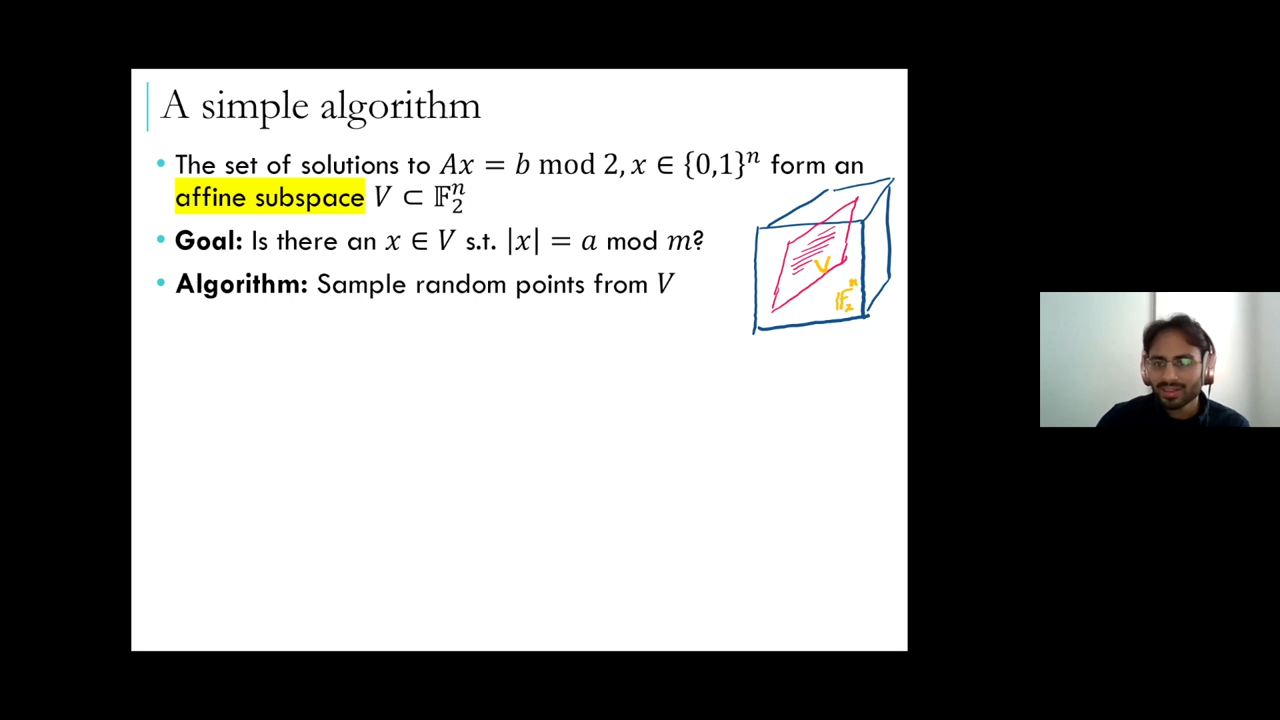 A simple algorithm
• The set of solutions to 𝐴𝑥 = 𝑏 mod 2, 𝑥 ∈ {0,1}ⁿ form an
affine subspace 𝑉 ⊂ 𝔽₂ⁿ
• Goal: Is there an 𝑥 ∈ 𝑉 s.t. |𝑥| = 𝑎 mod 𝑚?
• Algorithm: Sample random points from 𝑉
V
𝔽₂ⁿ